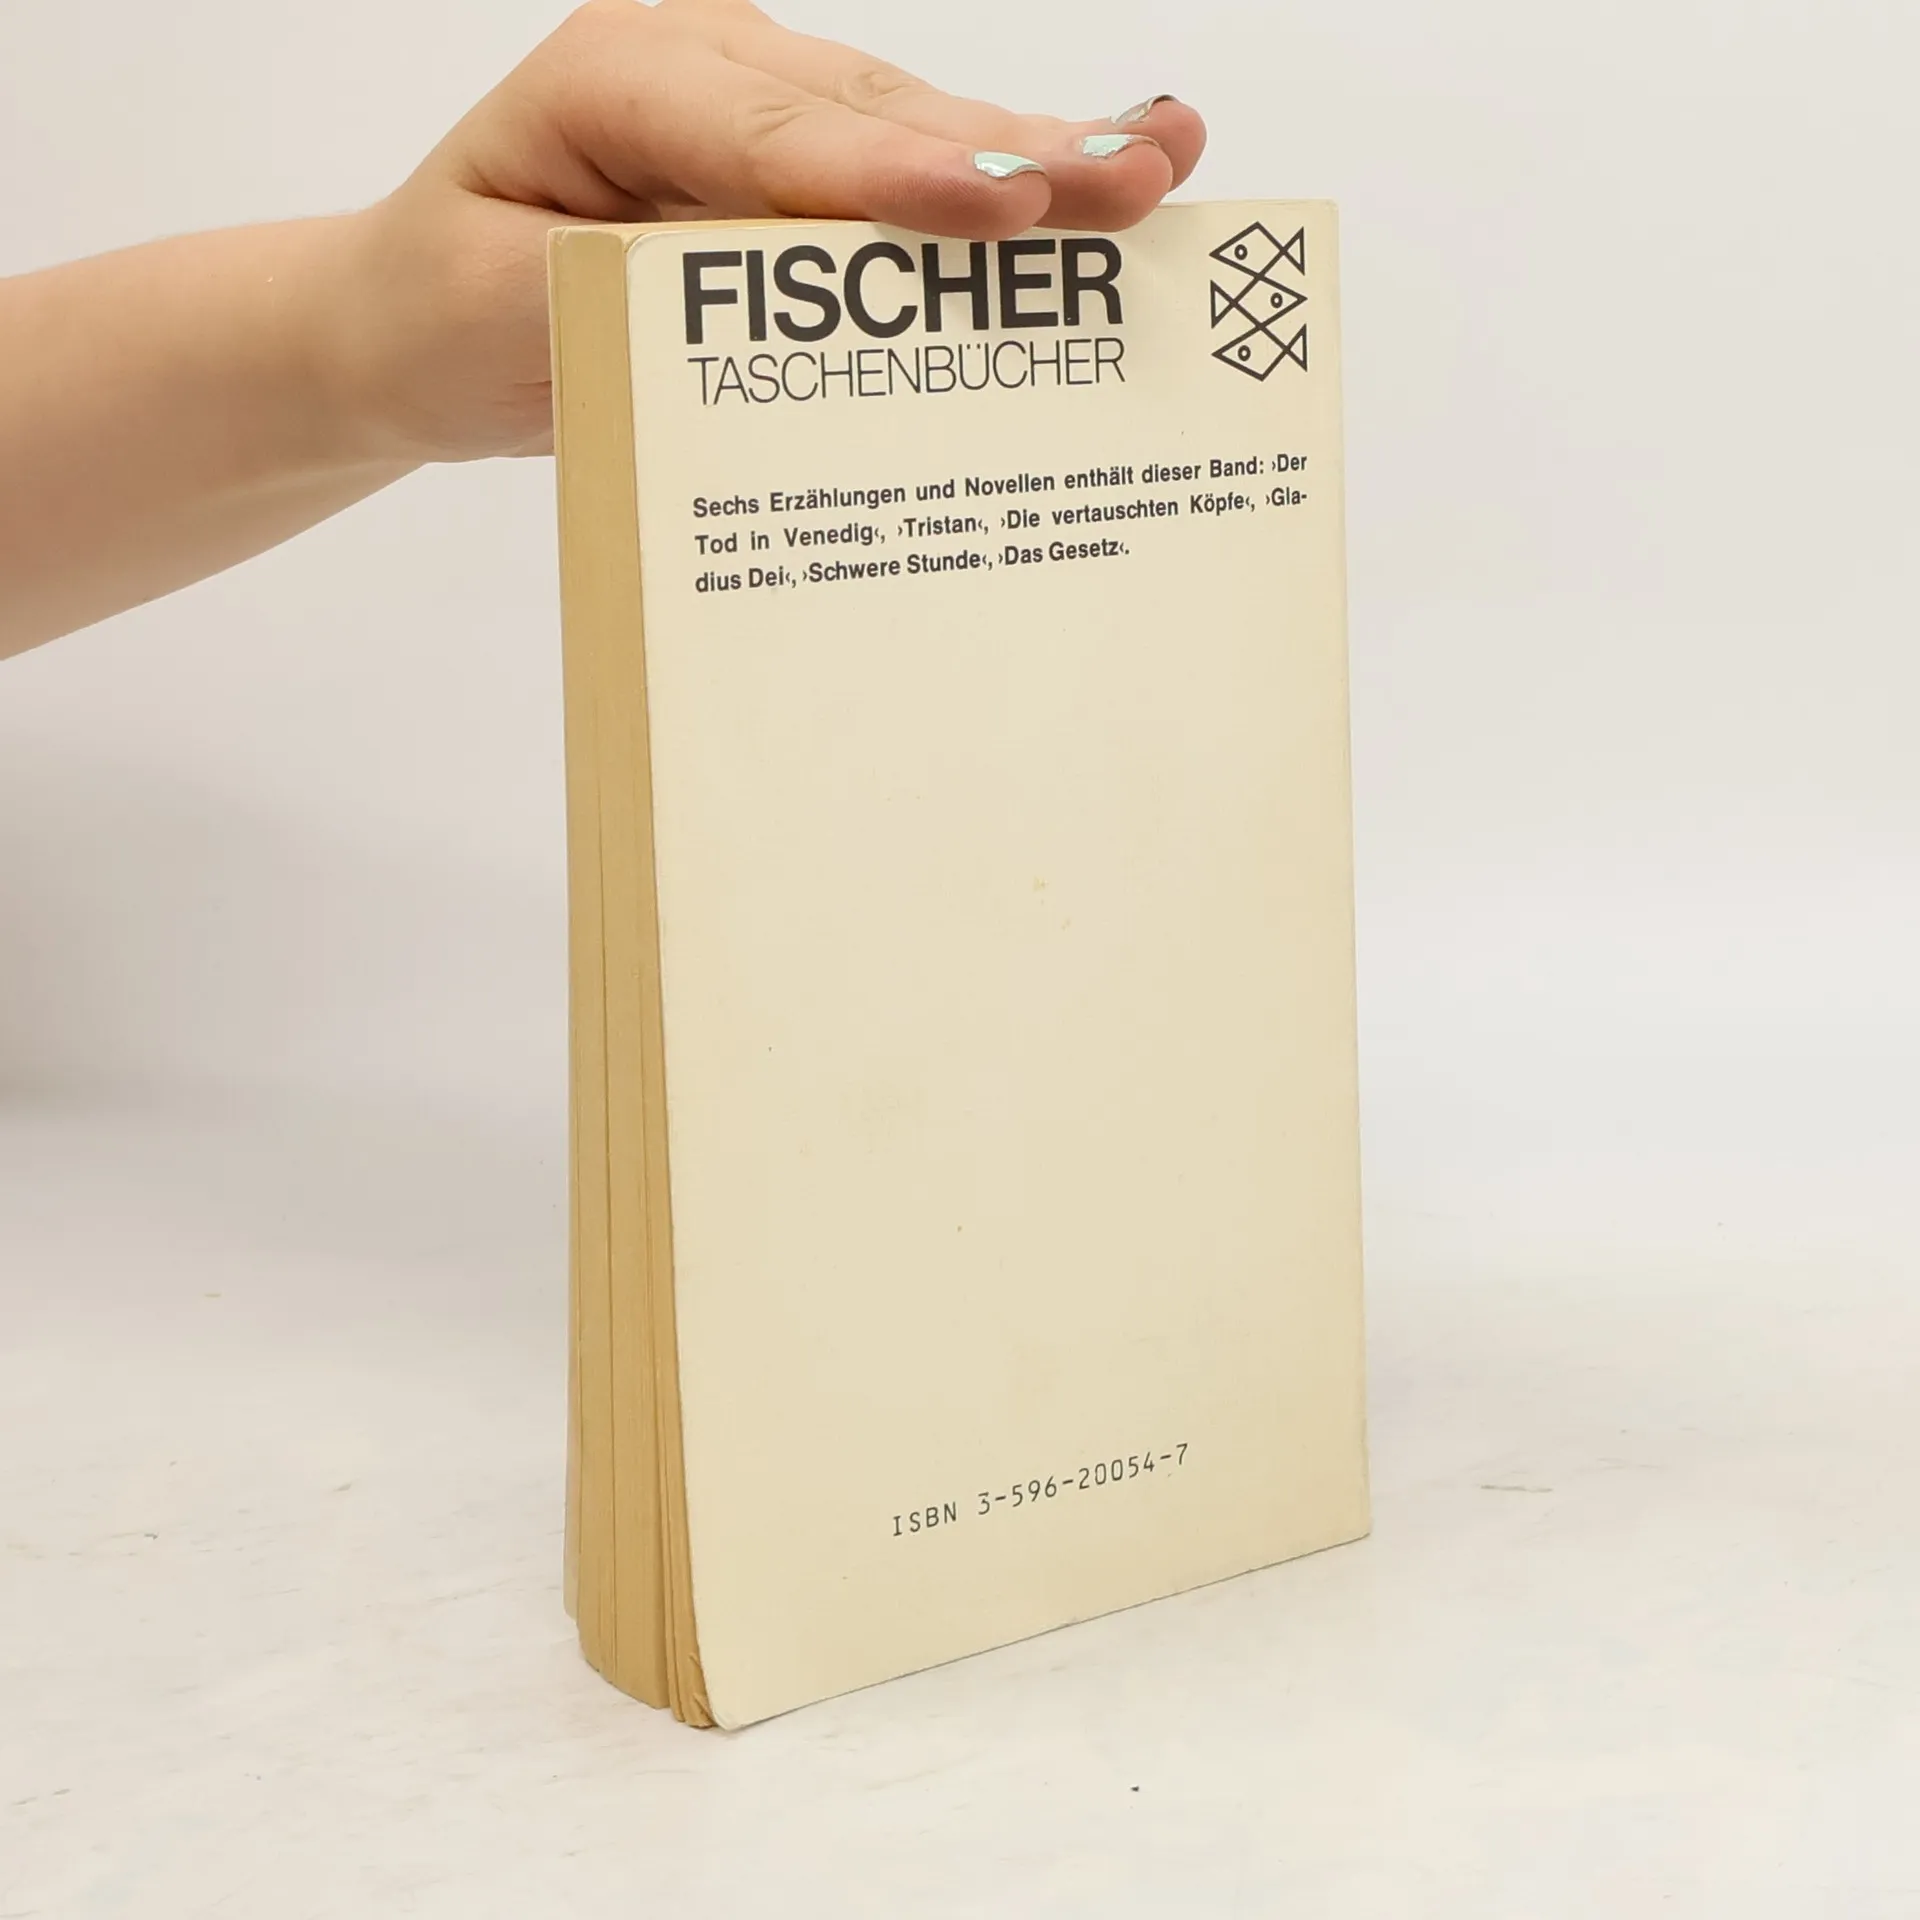 FISCHER
TASCHENBÜCHER
Sechs Erzählungen und Novellen enthält dieser Band: ›Der
Tod in Venedig‹, ›Tristan‹, ›Die vertauschten Köpfe‹, ›Gla-
dius Dei‹, ›Schwere Stunde‹, ›Das Gesetz‹.
ISBN 3-596-20054-7